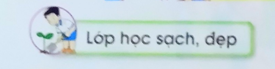 Lớp học sạch, đẹp